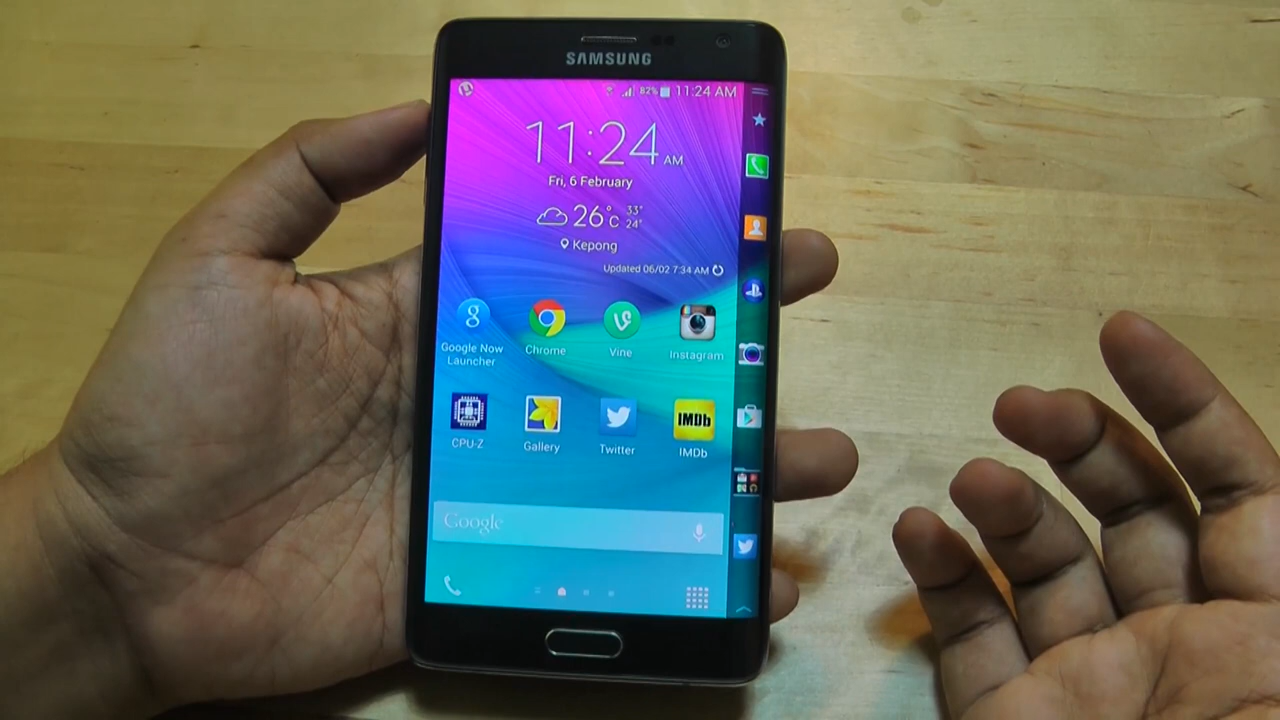 SAMSUNG
82% 11:24 AM
11:24 AM
Fri, 6 February
26°C 33° 24°
Kepong
Updated 06/02 7:34 AM
Google Now Launcher
Chrome
Vine
Instagram
CPU-Z
Gallery
Twitter
IMDb
IMDb
Google